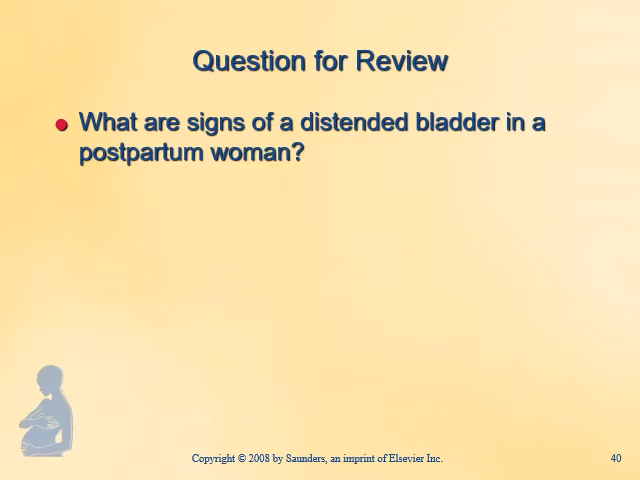 Question for Review
What are signs of a distended bladder in a
postpartum woman?
Copyright © 2008 by Saunders, an imprint of Elsevier Inc.
40